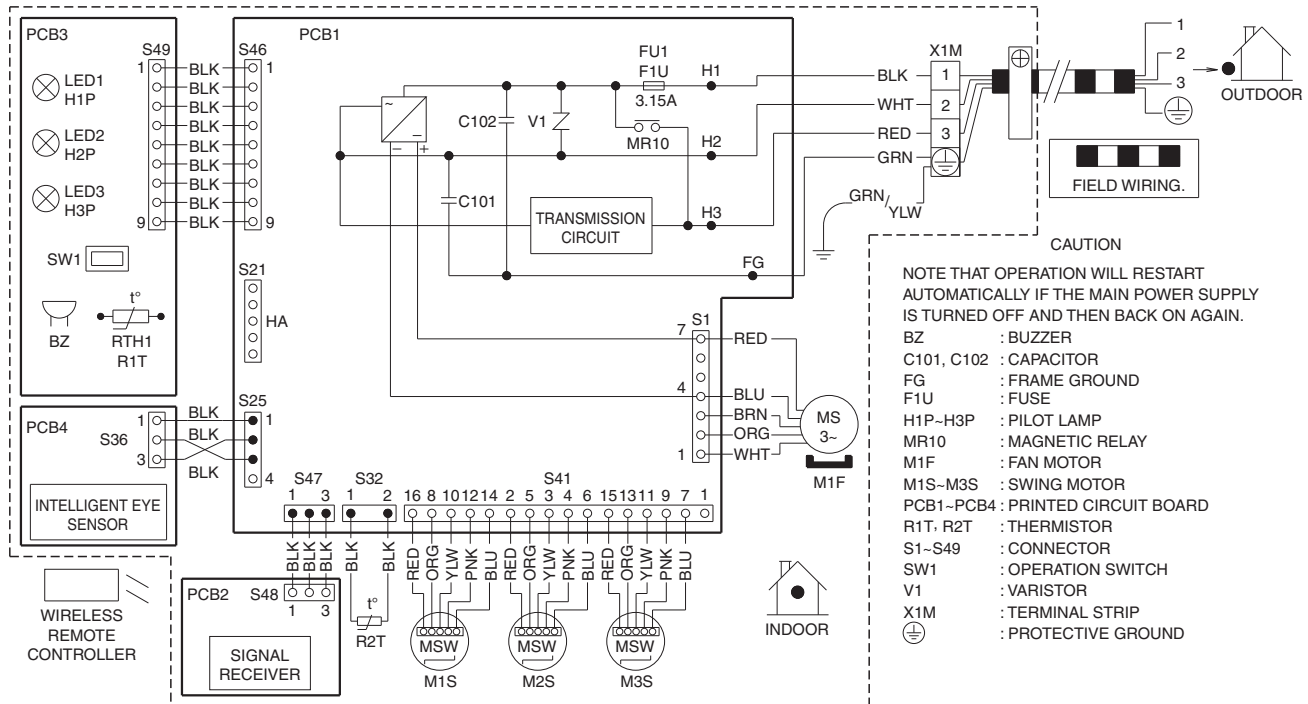 PCB3
S49
S46
PCB1
1
BLK
1
BLK
BLK
BLK
BLK
BLK
BLK
BLK
9
BLK
9
LED1
H1P
LED2
H2P
LED3
H3P
SW1
BZ
t°
RTH1
R1T
S21
HA
~
−
−
+
C102
V1
FU1
F1U
3.15A
MR10
H1
H2
H3
C101
TRANSMISSION
CIRCUIT
FG
BLK
WHT
RED
GRN
GRN/
YLW
X1M
1
2
3
1
2
3
OUTDOOR
FIELD WIRING.
PCB4
S36
1
3
BLK
BLK
BLK
S25
1
4
INTELLIGENT EYE
SENSOR
S1
7
4
1
RED
BLU
BRN
ORG
WHT
MS
3~
M1F
S47
1 3
S32
1 2
S41
16 8 10 12 14 2 5 3 4 6 15 13 11 9 7 1
BLK
BLK
BLK
BLK
BLK
RED
ORG
YLW
PNK
BLU
RED
ORG
YLW
PNK
BLU
RED
ORG
YLW
PNK
BLU
WIRELESS
REMOTE
CONTROLLER
PCB2
S48
1 3
SIGNAL
RECEIVER
t°
R2T
MSW
M1S
MSW
M2S
MSW
M3S
INDOOR
CAUTION
NOTE THAT OPERATION WILL RESTART
AUTOMATICALLY IF THE MAIN POWER SUPPLY
IS TURNED OFF AND THEN BACK ON AGAIN.
BZ : BUZZER
C101, C102 : CAPACITOR
FG : FRAME GROUND
F1U : FUSE
H1P~H3P : PILOT LAMP
MR10 : MAGNETIC RELAY
M1F : FAN MOTOR
M1S~M3S : SWING MOTOR
PCB1~PCB4 : PRINTED CIRCUIT BOARD
R1T, R2T : THERMISTOR
S1~S49 : CONNECTOR
SW1 : OPERATION SWITCH
V1 : VARISTOR
X1M : TERMINAL STRIP
: PROTECTIVE GROUND